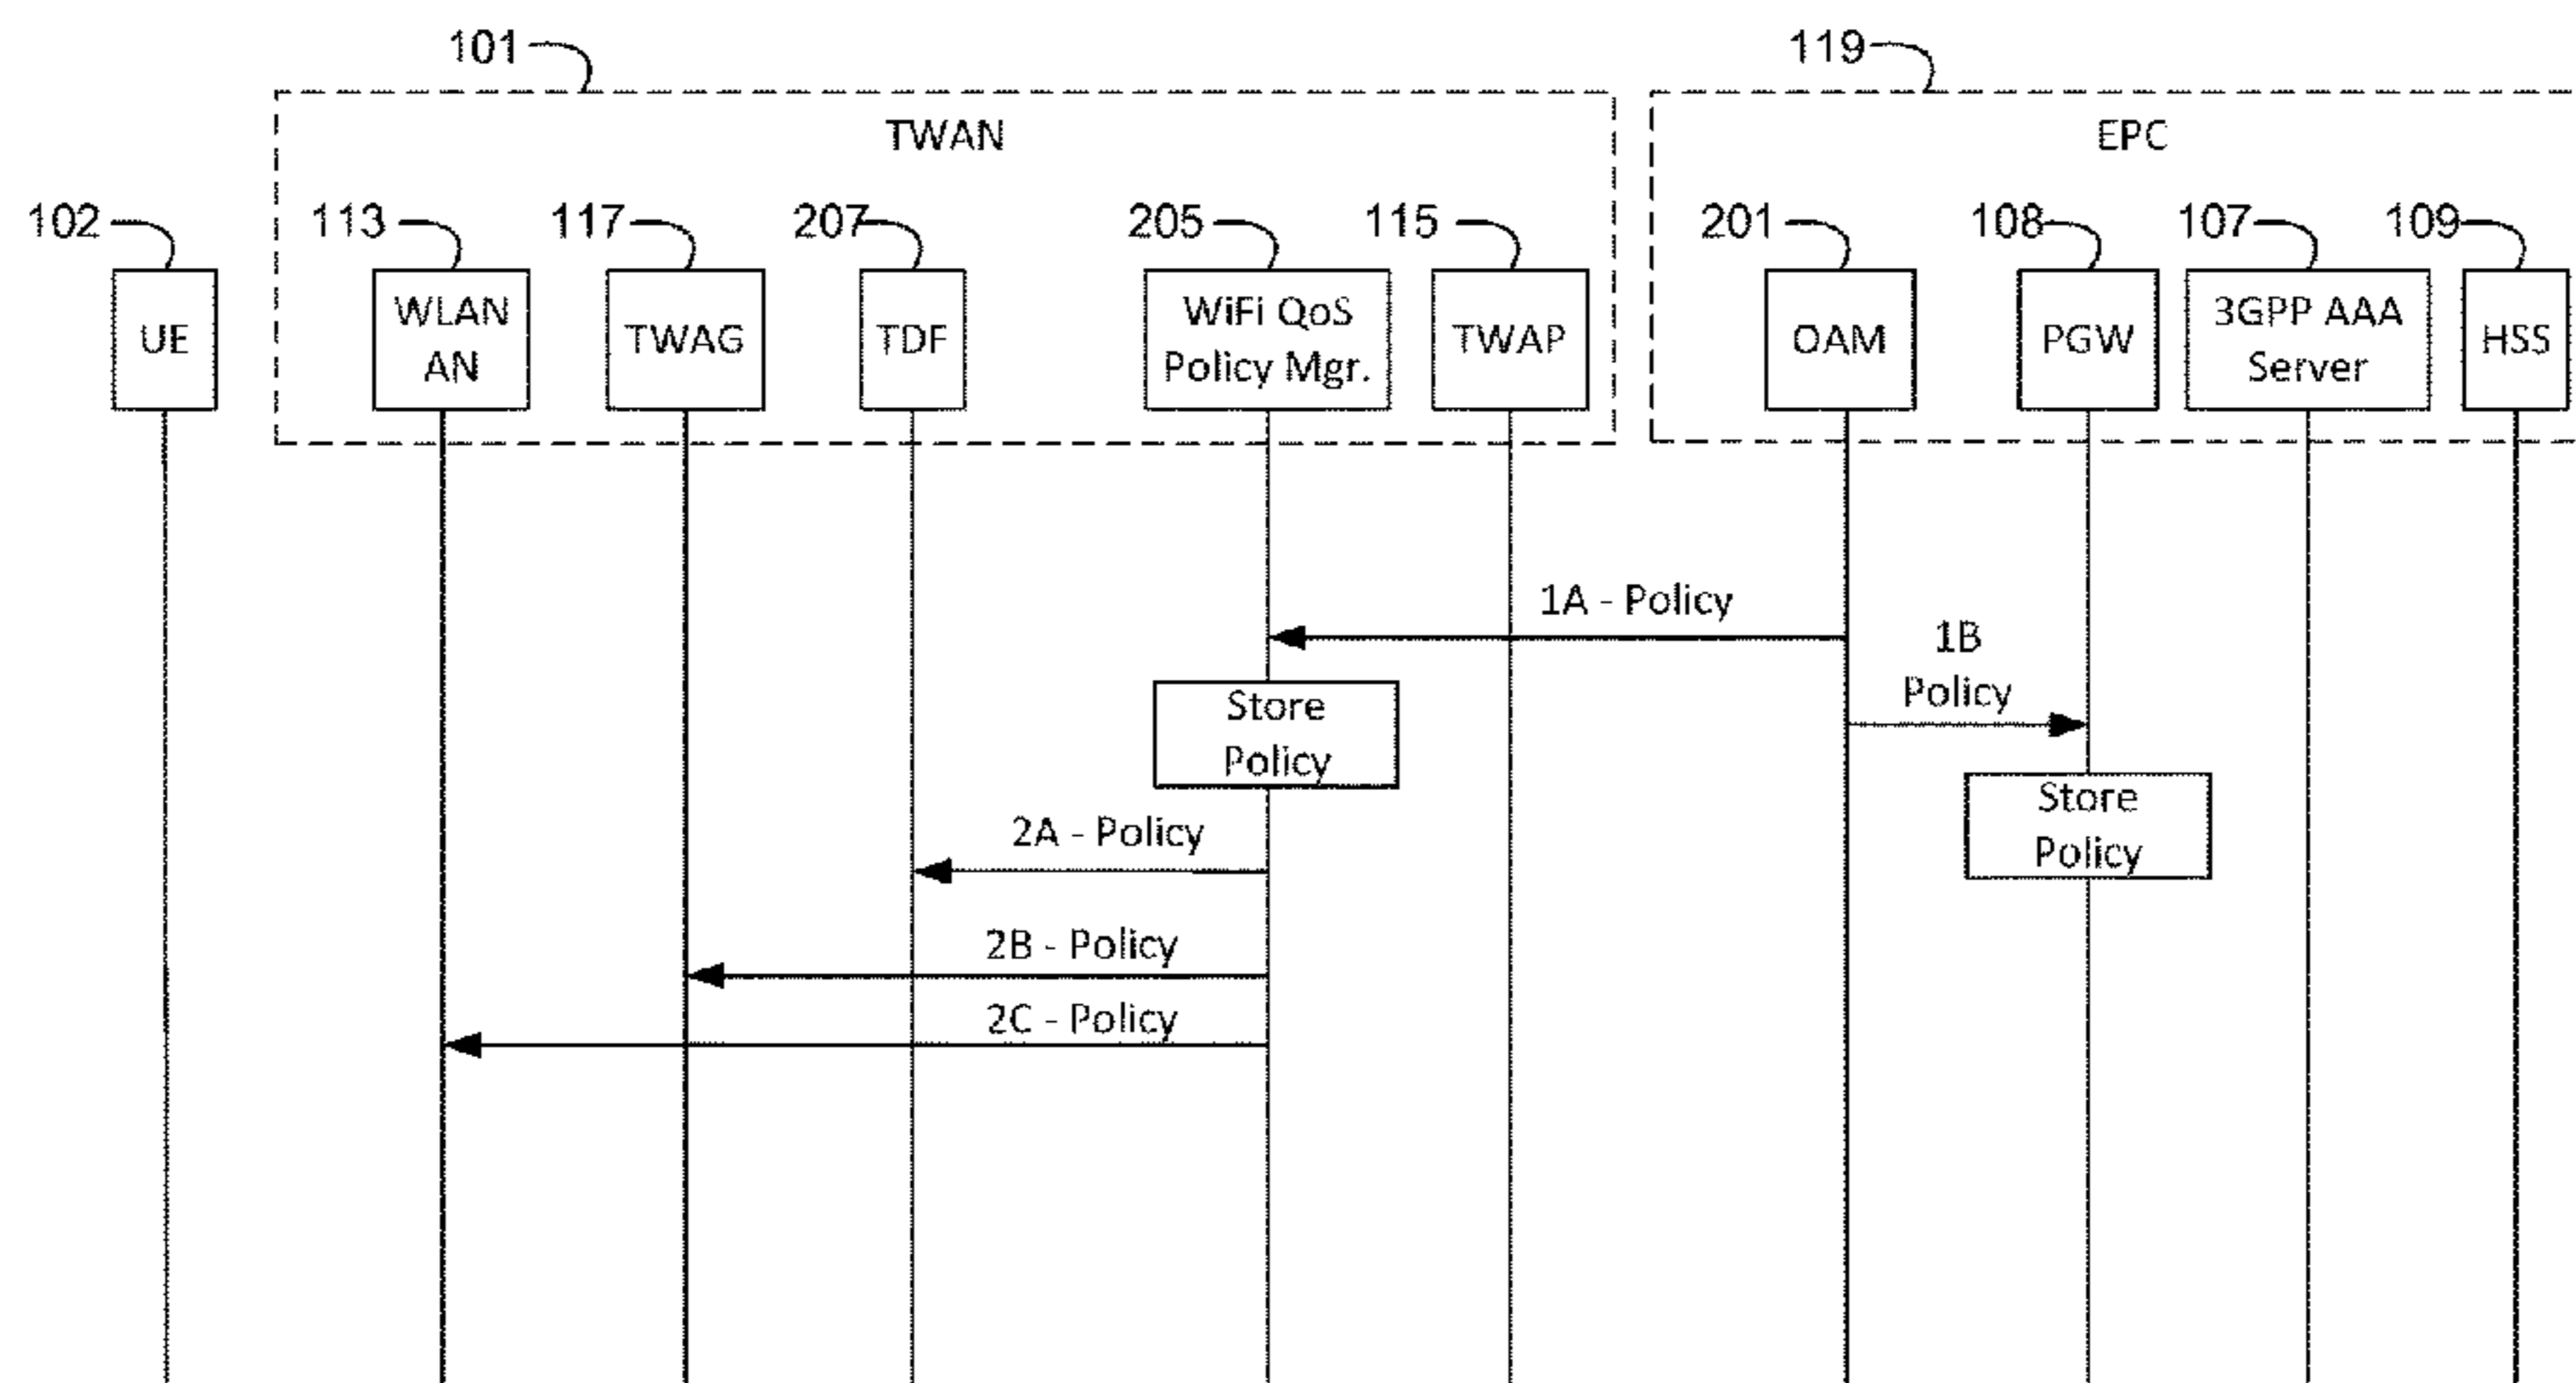 101
119
TWAN
EPC
102
113
117
207
205
115
201
108
107
109
UE
WLAN
AN
TWAG
TDF
WiFi QoS
Policy Mgr.
TWAP
OAM
PGW
3GPP AAA
Server
HSS
1A - Policy
1B
Policy
Store
Policy
Store
Policy
2A - Policy
2B - Policy
2C - Policy